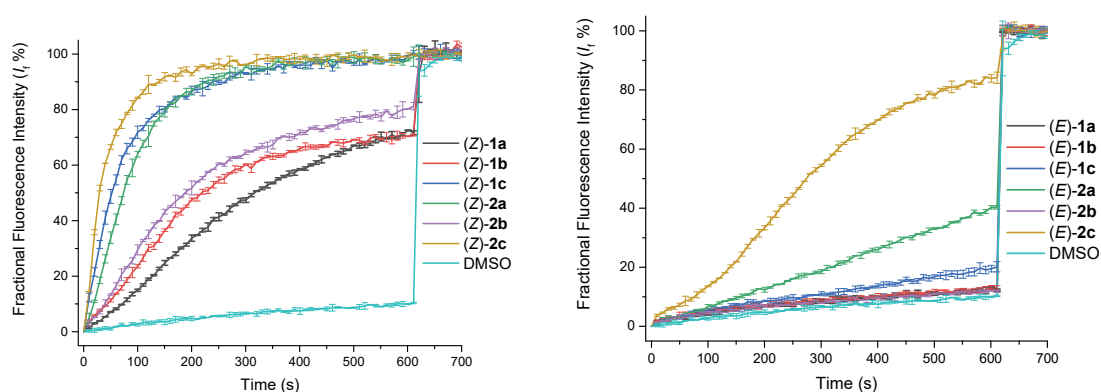 Fractional Fluorescence Intensity (If %)
100
80
60
40
20
0
0 100 200 300 400 500 600 700
Time (s)
(Z)-1a
(Z)-1b
(Z)-1c
(Z)-2a
(Z)-2b
(Z)-2c
DMSO
Fractional Fluorescence Intensity (If %)
100
80
60
40
20
0
0 100 200 300 400 500 600 700
Time (s)
(E)-1a
(E)-1b
(E)-1c
(E)-2a
(E)-2b
(E)-2c
DMSO